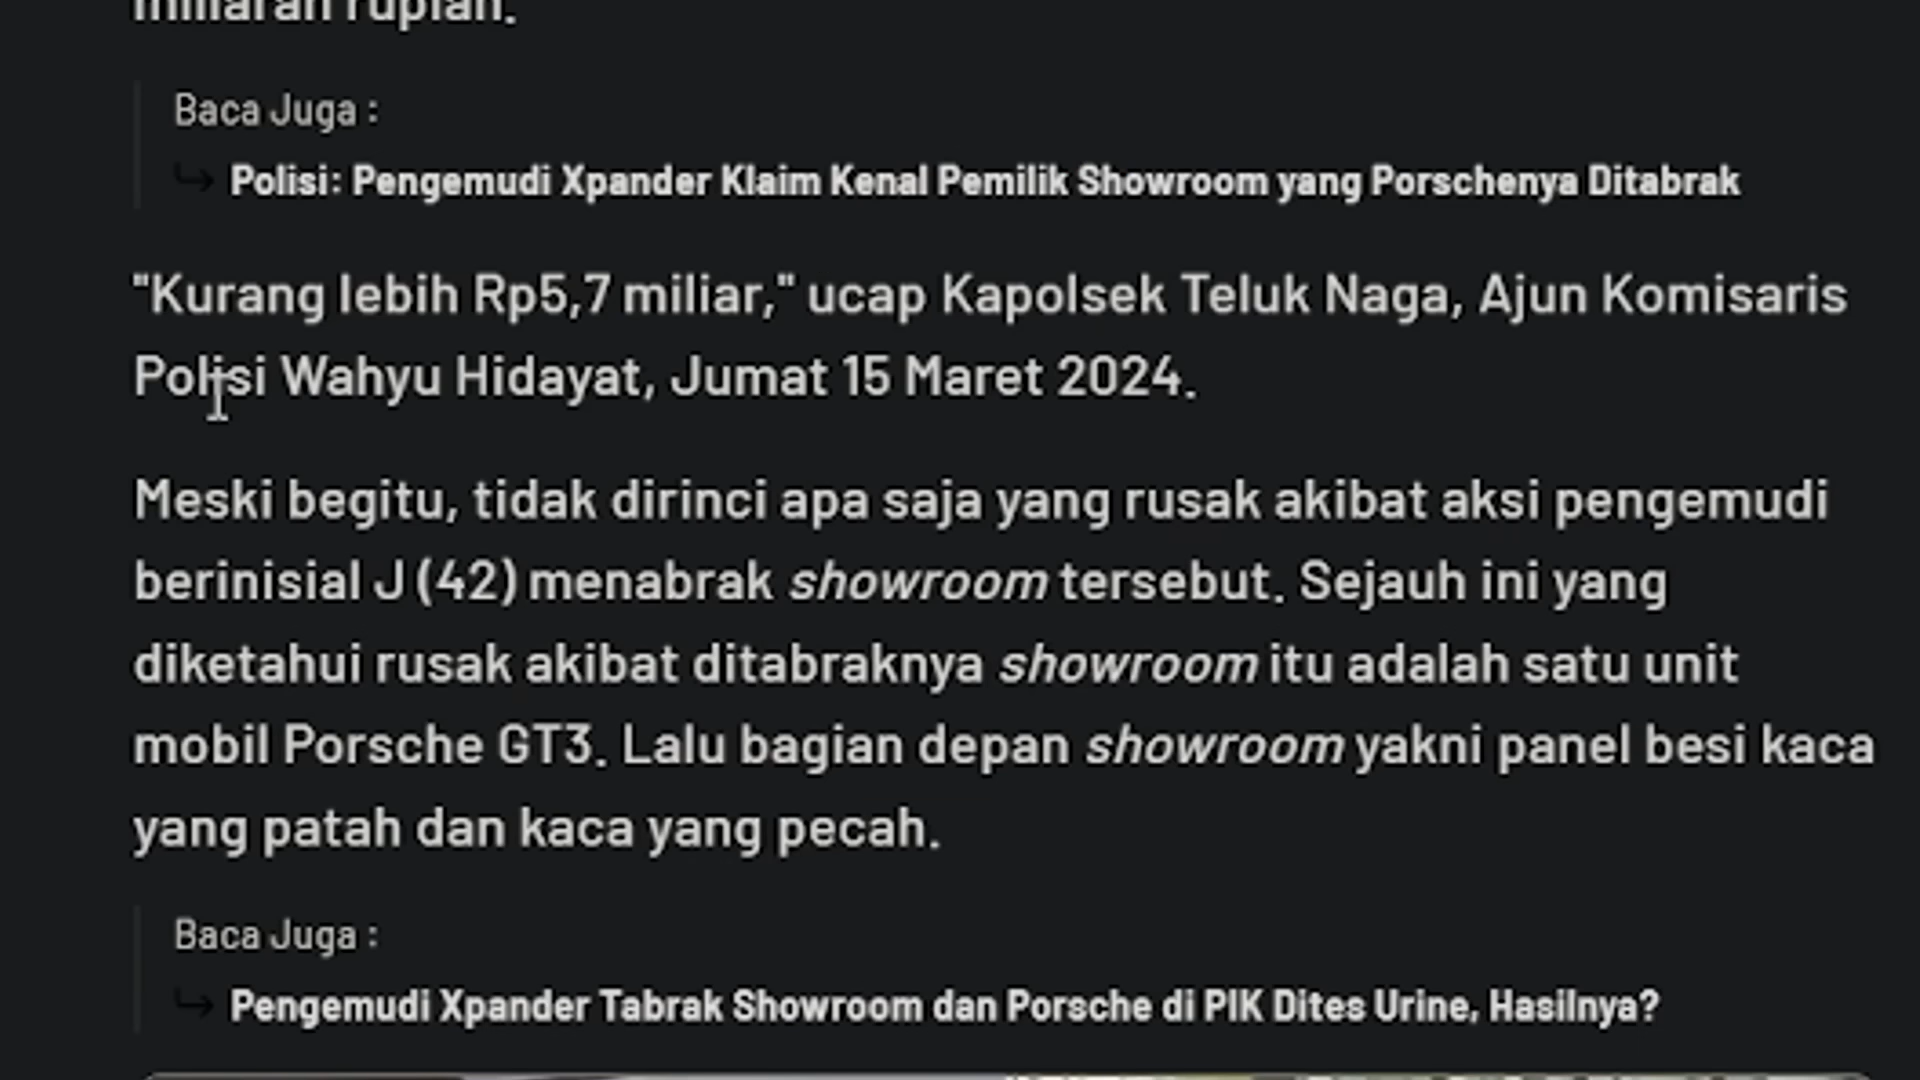 miliaran rupiah.
Baca Juga :
Polisi: Pengemudi Xpander Klaim Kenal Pemilik Showroom yang Porschenya Ditabrak
"Kurang lebih Rp5,7 miliar," ucap Kapolsek Teluk Naga, Ajun Komisaris
Polisi Wahyu Hidayat, Jumat 15 Maret 2024.
Meski begitu, tidak dirinci apa saja yang rusak akibat aksi pengemudi
berinisial J (42) menabrak showroom tersebut. Sejauh ini yang
diketahui rusak akibat ditabraknya showroom itu adalah satu unit
mobil Porsche GT3. Lalu bagian depan showroom yakni panel besi kaca
yang patah dan kaca yang pecah.
Baca Juga :
Pengemudi Xpander Tabrak Showroom dan Porsche di PIK Dites Urine, Hasilnya?